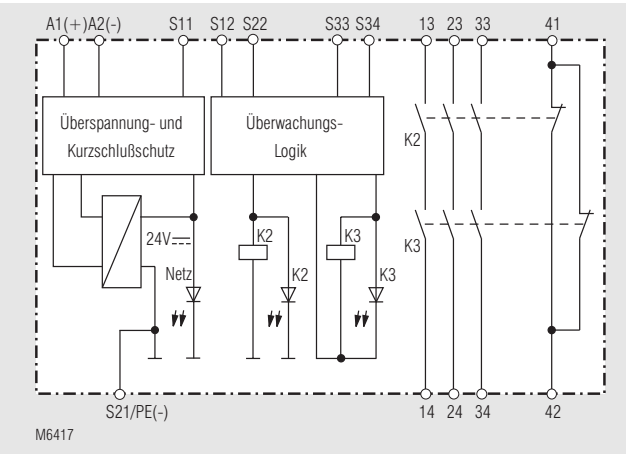 A1(+) A2(-) S11 S12 S22 S33 S34 13 23 33 41
Überspannung- und
Kurzschlußschutz
Überwachungs-
Logik
K2
24V
K2
K3
K3
Netz
K2
K3
S21/PE(-)
14 24 34 42
M6417